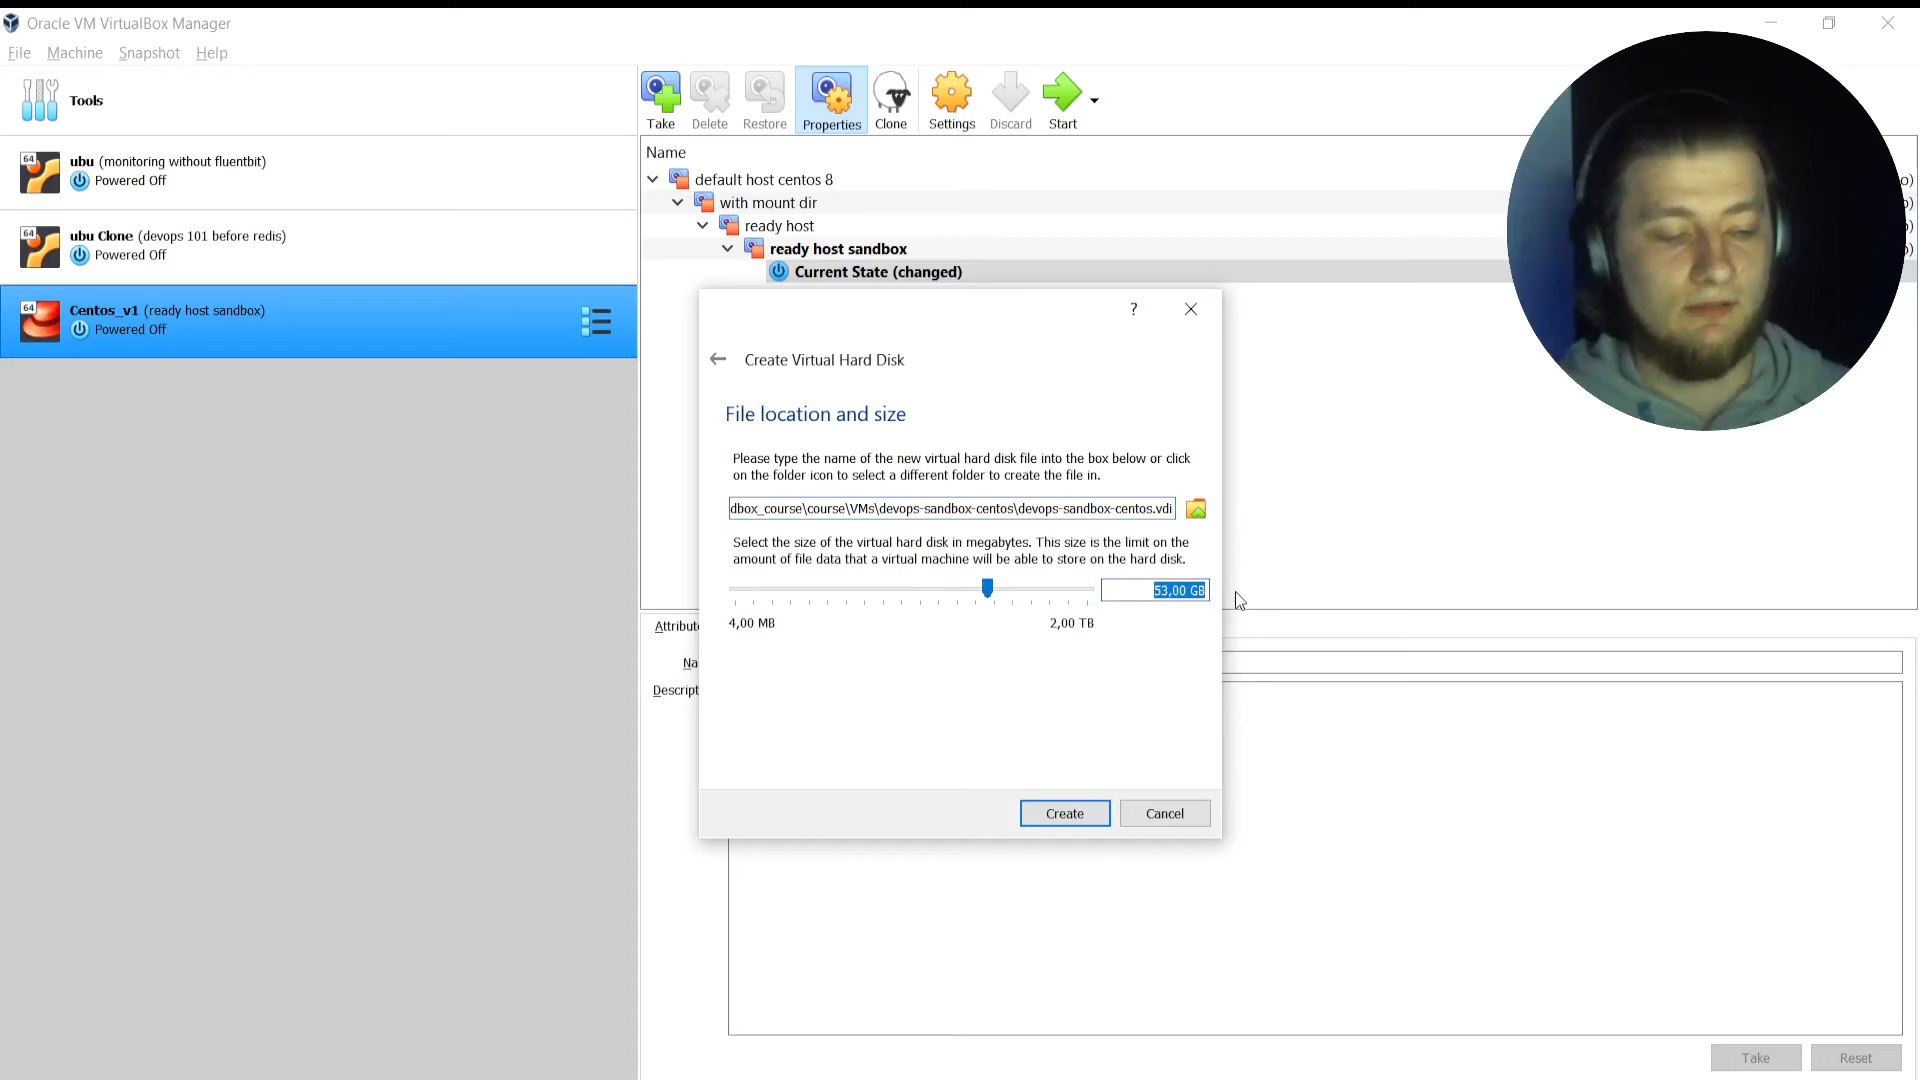 Oracle VM VirtualBox Manager
File Machine Snapshot Help
Tools
Take Delete Restore Properties Clone Settings Discard Start
64
ubu (monitoring without fluentbit)
Powered Off
64
ubu Clone (devops 101 before redis)
Powered Off
64
Centos_v1 (ready host sandbox)
Powered Off
Name
default host centos 8
with mount dir
ready host
ready host sandbox
Current State (changed)
?
Create Virtual Hard Disk
File location and size
Please type the name of the new virtual hard disk file into the box below or click
on the folder icon to select a different folder to create the file in.
dbox_course\course\VMs\devops-sandbox-centos\devops-sandbox-centos.vdi
Select the size of the virtual hard disk in megabytes. This size is the limit on the
amount of file data that a virtual machine will be able to store on the hard disk.
53,00 GB
4,00 MB 2,00 TB
Create Cancel
Attribut
Na
Descript
Take Reset